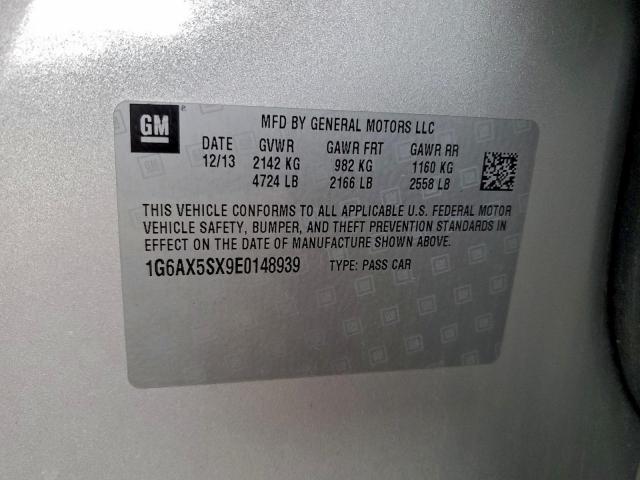 GM
MFD BY GENERAL MOTORS LLC
DATE GVWR GAWR FRT GAWR RR
12/13 2142 KG 982 KG 1160 KG
4724 LB 2166 LB 2558 LB
THIS VEHICLE CONFORMS TO ALL APPLICABLE U.S. FEDERAL MOTOR
VEHICLE SAFETY, BUMPER, AND THEFT PREVENTION STANDARDS IN
EFFECT ON THE DATE OF MANUFACTURE SHOWN ABOVE.
1G6AX5SX9E0148939 TYPE: PASS CAR